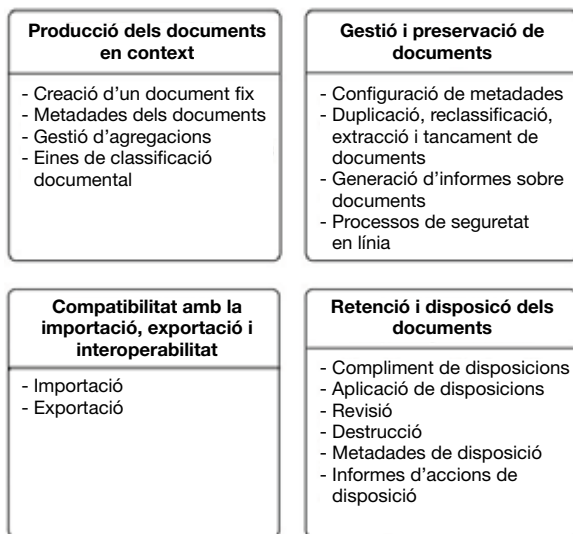 Producció dels documents
en context
- Creació d'un document fix
- Metadades dels documents
- Gestió d'agregacions
- Eines de classificació
documental
Gestió i preservació de
documents
- Configuració de metadades
- Duplicació, reclassificació,
extracció i tancament de
documents
- Generació d'informes sobre
documents
- Processos de seguretat
en línia
Compatibilitat amb la
importació, exportació i
interoperabilitat
- Importació
- Exportació
Retenció i disposicó dels
documents
- Compliment de disposicions
- Aplicació de disposicions
- Revisió
- Destrucció
- Metadades de disposició
- Informes d'accions de
disposició